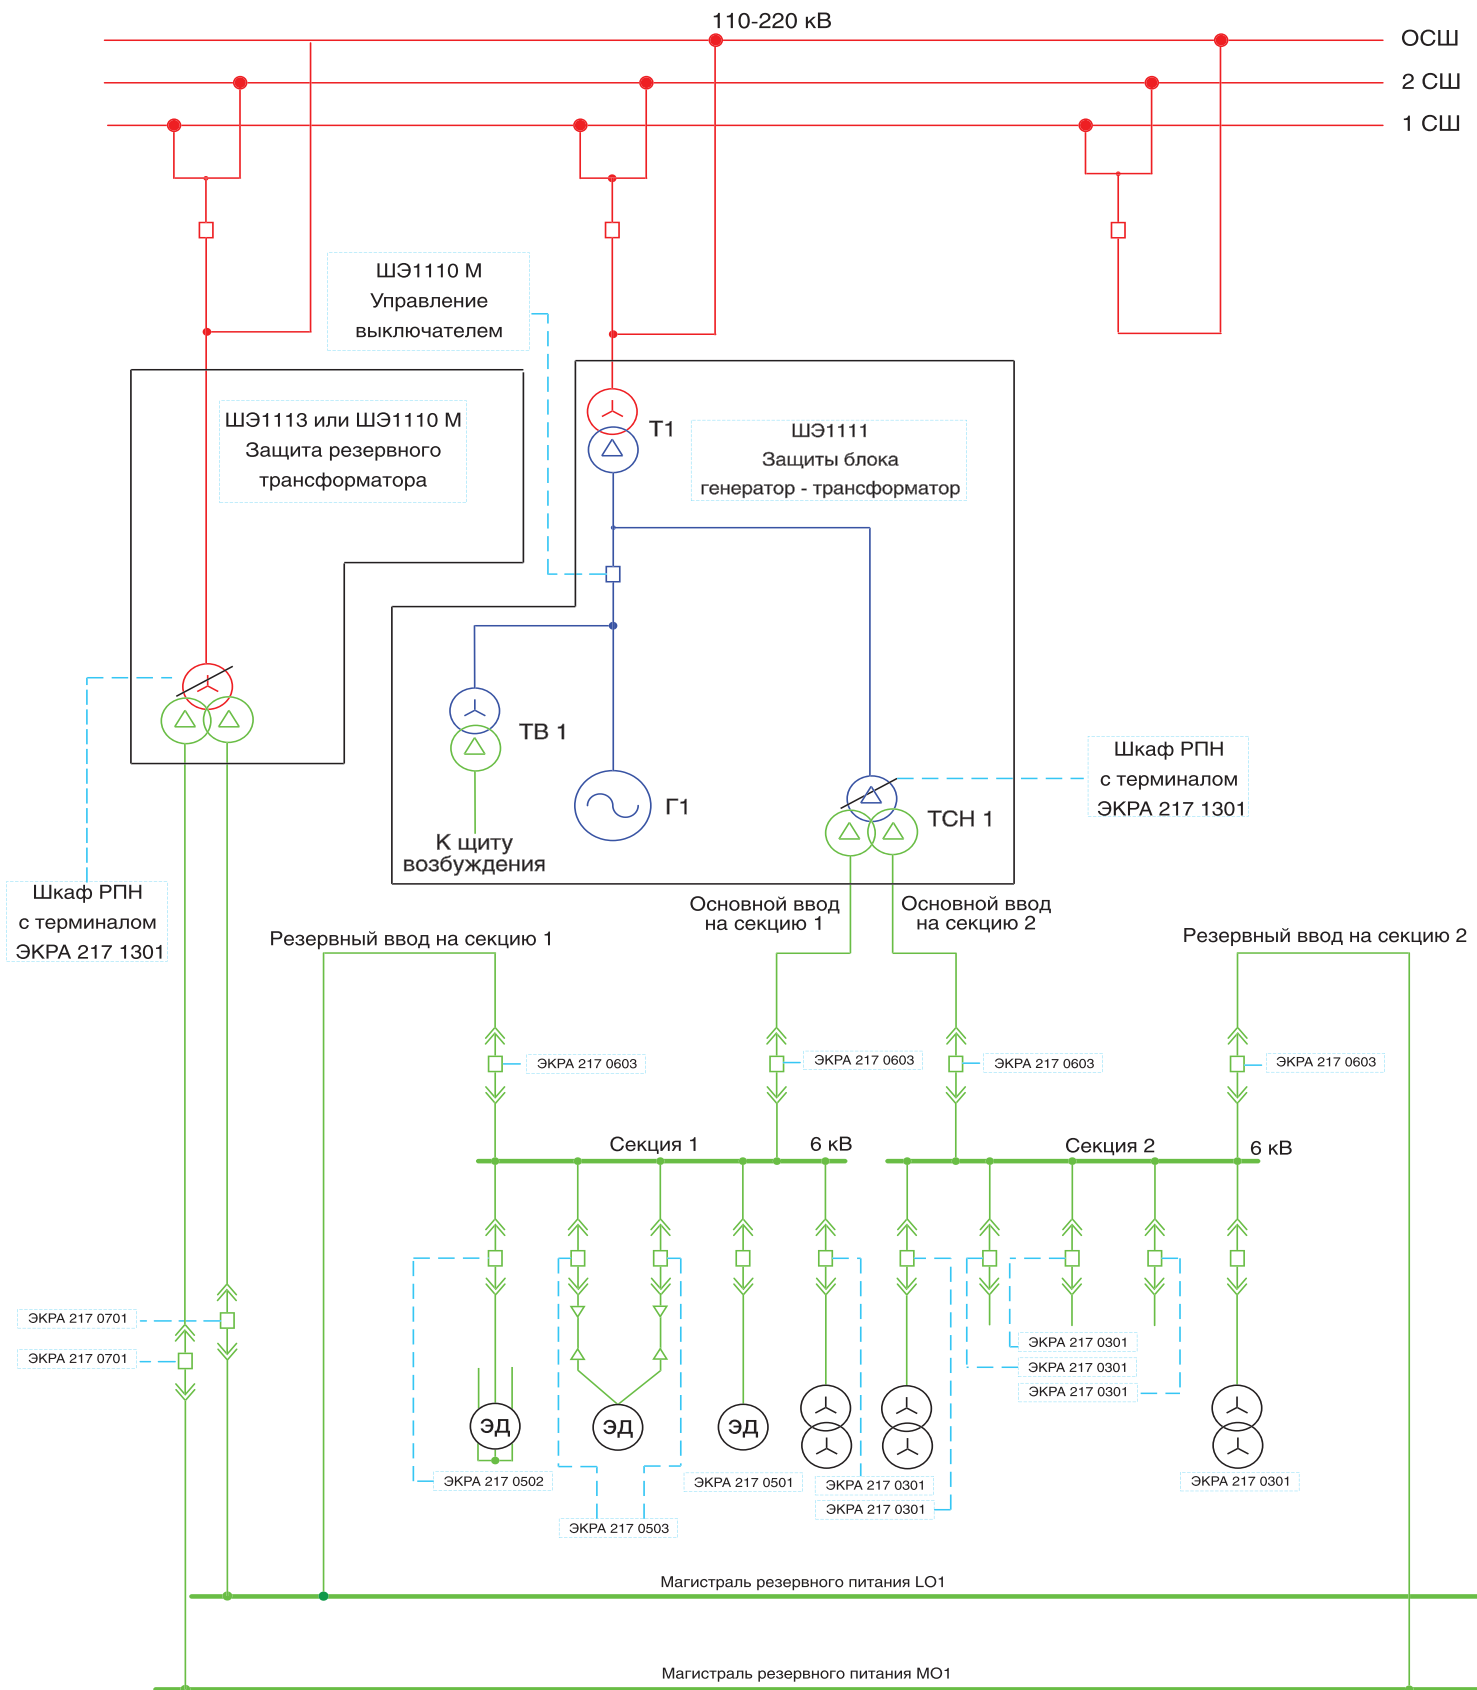 110-220 кВ
ОСШ
2 СШ
1 СШ
ШЭ1110 М
Управление
выключателем
ШЭ1113 или ШЭ1110 М
Защита резервного
трансформатора
Т1
ШЭ1111
Защиты блока
генератор - трансформатор
ТВ 1
Г1
К щиту
возбуждения
ТСН 1
Шкаф РПН
с терминалом
ЭКРА 217 1301
Шкаф РПН
с терминалом
ЭКРА 217 1301
Основной ввод
на секцию 1
Основной ввод
на секцию 2
Резервный ввод на секцию 1
Резервный ввод на секцию 2
ЭКРА 217 0603
ЭКРА 217 0603
ЭКРА 217 0603
ЭКРА 217 0603
Секция 1
6 кВ
Секция 2
6 кВ
ЭКРА 217 0701
ЭКРА 217 0701
ЭКРА 217 0301
ЭКРА 217 0301
ЭКРА 217 0301
ЭД
ЭД
ЭД
ЭКРА 217 0502
ЭКРА 217 0501
ЭКРА 217 0301
ЭКРА 217 0301
ЭКРА 217 0301
ЭКРА 217 0503
Магистраль резервного питания LO1
Магистраль резервного питания МО1